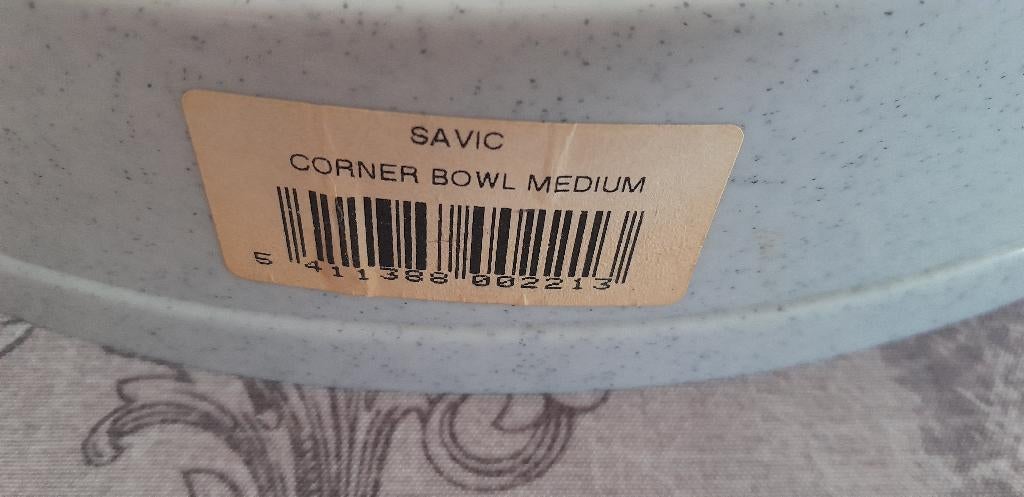 SAVIC
CORNER BOWL MEDIUM
5 411388 002213